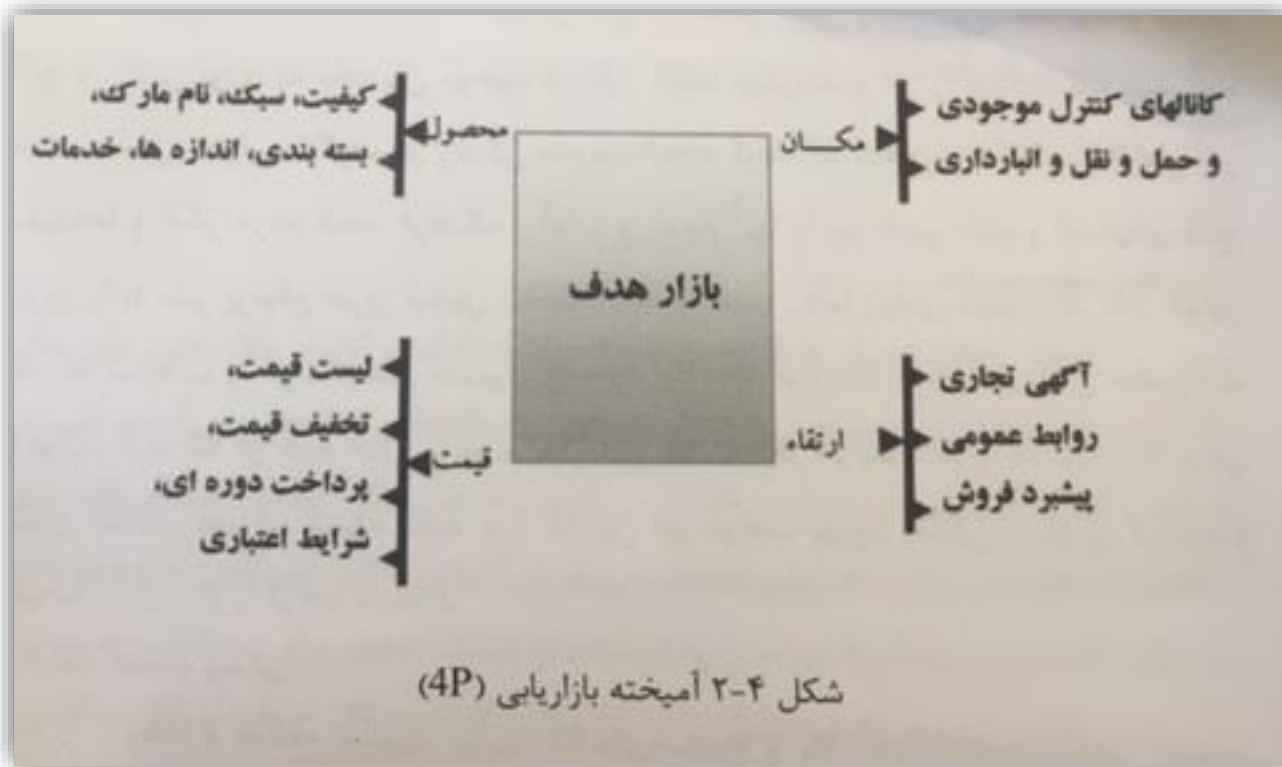 کانالهای کنترل موجودی
و حمل و نقل و انبارداری
مکان
محصول
کیفیت، سبک، نام مارک،
بسته بندی، اندازه ها، خدمات
بازار هدف
آگهی تجاری
روابط عمومی
پیشبرد فروش
ارتقاء
قیمت
لیست قیمت،
تخفیف قیمت،
پرداخت دوره ای،
شرایط اعتباری
شکل ۴-۲ آمیخته بازاریابی (4P)